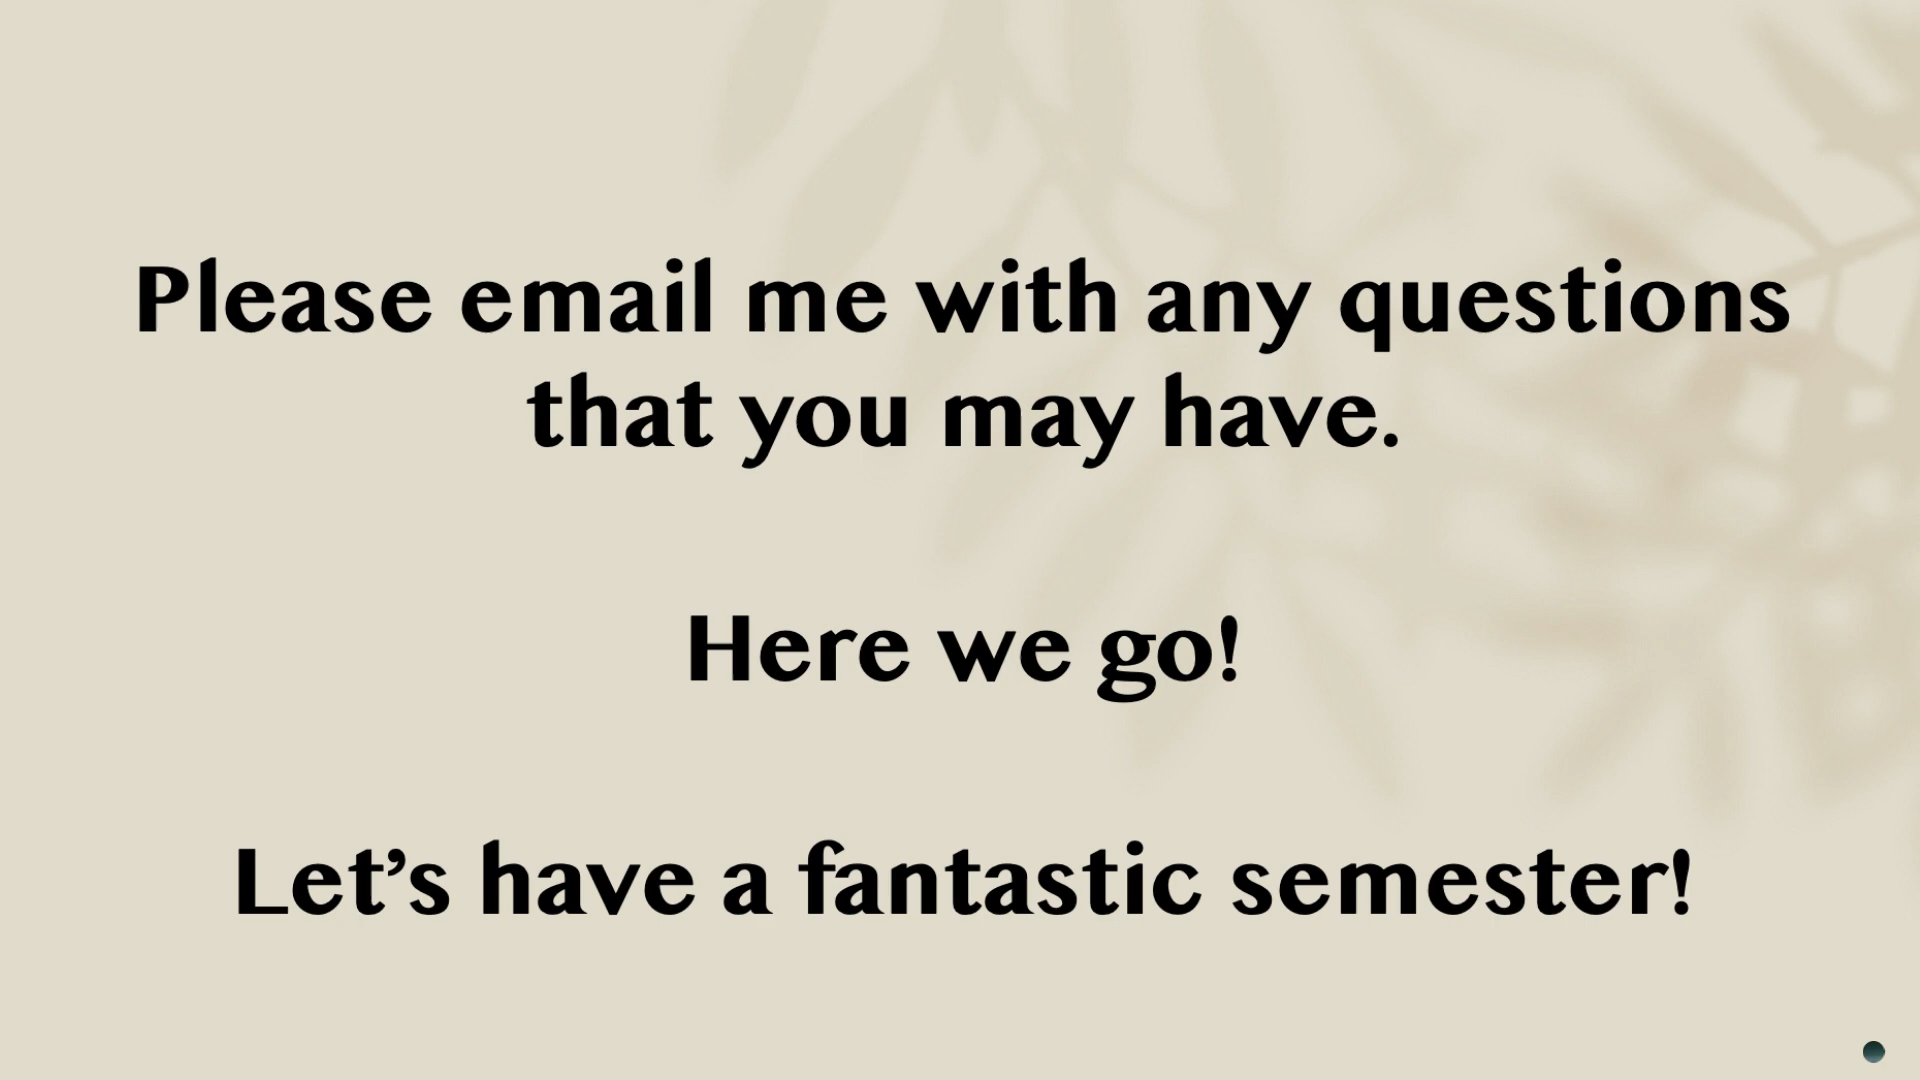 Please email me with any questions
that you may have.
Here we go!
Let’s have a fantastic semester!